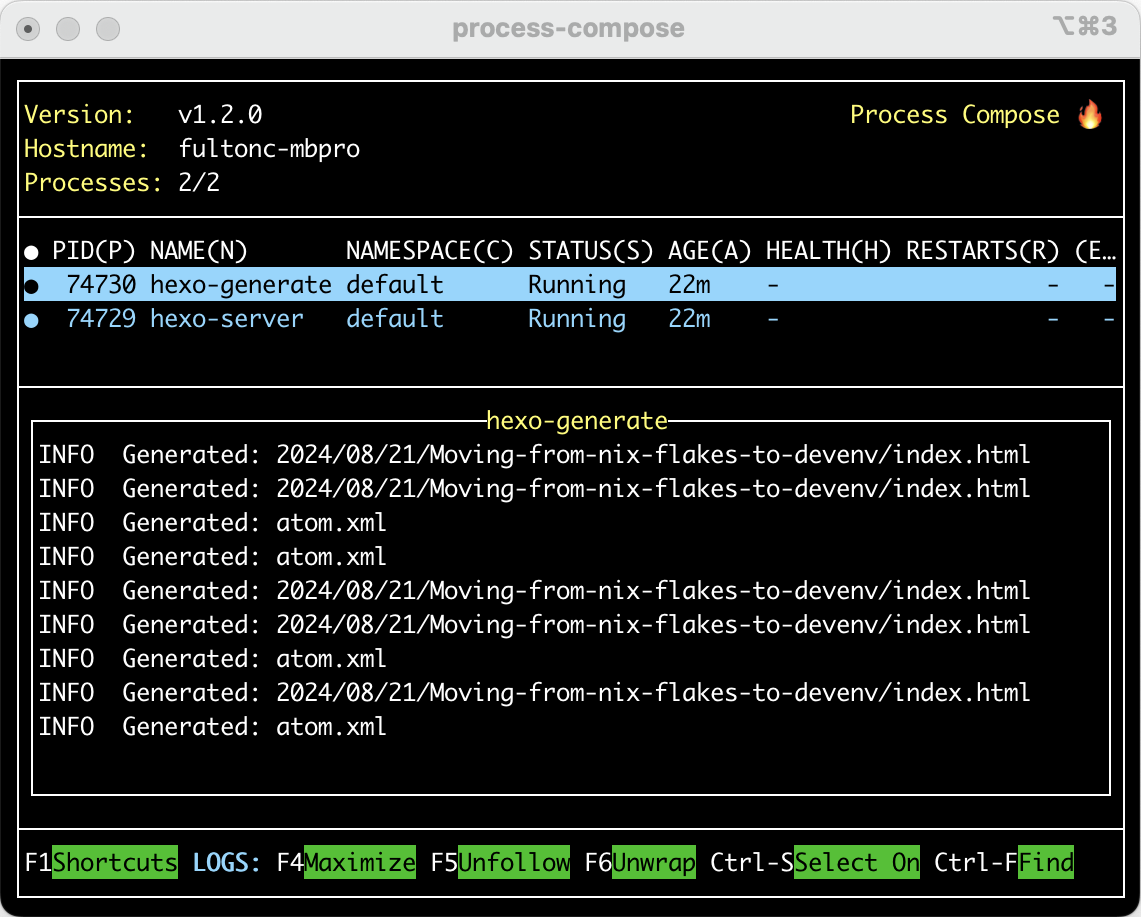 process-compose ⌥⌘3
Version: v1.2.0 Process Compose 🔥
Hostname: fultonc-mbpro
Processes: 2/2
● PID(P) NAME(N) NAMESPACE(C) STATUS(S) AGE(A) HEALTH(H) RESTARTS(R) (E…
● 74730 hexo-generate default Running 22m - - -
● 74729 hexo-server default Running 22m - - -
hexo-generate
INFO Generated: 2024/08/21/Moving-from-nix-flakes-to-devenv/index.html
INFO Generated: 2024/08/21/Moving-from-nix-flakes-to-devenv/index.html
INFO Generated: atom.xml
INFO Generated: atom.xml
INFO Generated: 2024/08/21/Moving-from-nix-flakes-to-devenv/index.html
INFO Generated: 2024/08/21/Moving-from-nix-flakes-to-devenv/index.html
INFO Generated: atom.xml
INFO Generated: 2024/08/21/Moving-from-nix-flakes-to-devenv/index.html
INFO Generated: atom.xml
F1Shortcuts LOGS: F4Maximize F5Unfollow F6Unwrap Ctrl-SSelect On Ctrl-FFind